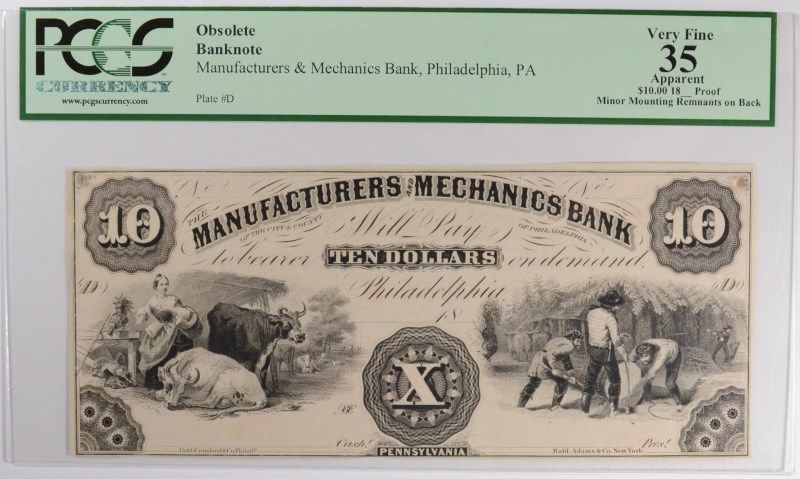 PCGS
CURRENCY
www.pcgscurrency.com
Obsolete
Banknote
Manufacturers & Mechanics Bank, Philadelphia, PA
Plate #D
Very Fine
35
Apparent
$10.00 18__ Proof
Minor Mounting Remnants on Back
No
No
10
THE MANUFACTURERS AND MECHANICS BANK
10
OF THE CITY & COUNTY Will Pay OF PHILADELPHIA
to bearer TEN DOLLARS on demand
(D) Philadelphia (D)
18
X
Cash! Pres!
PENNSYLVANIA
Bald. Adams & Co. New York